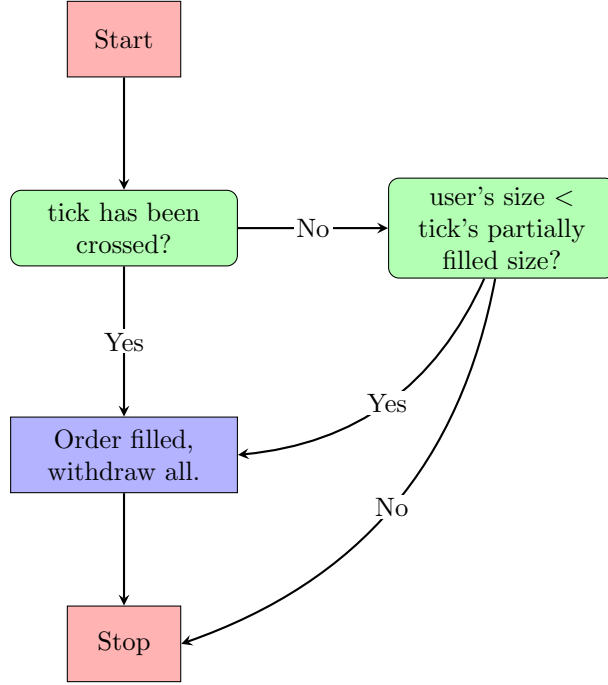 Start
tick has been
crossed?
No
user's size <
tick's partially
filled size?
Yes
Yes
Order filled,
withdraw all.
No
Stop